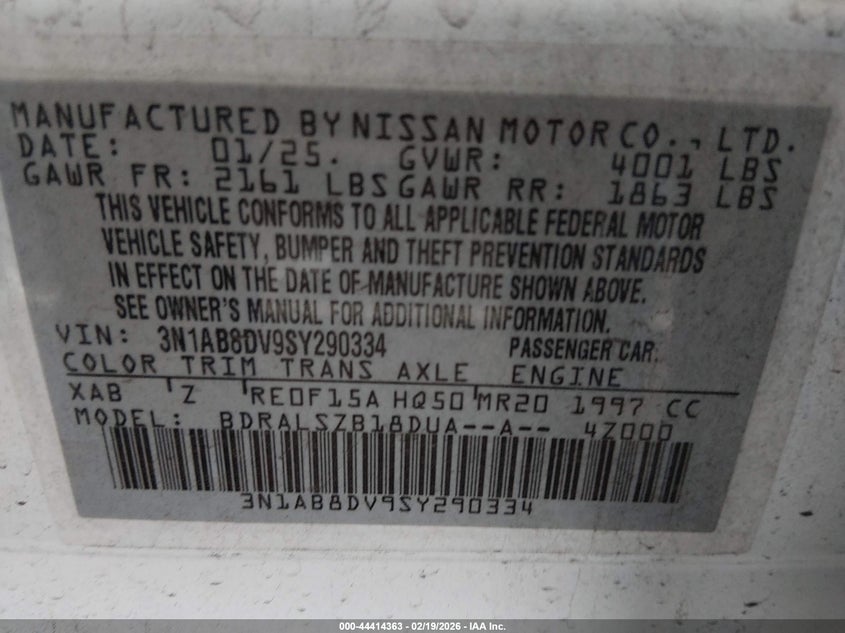 MANUFACTURED BY NISSAN MOTOR CO., LTD.
DATE: 01/25. GVWR: 4001 LBS
GAWR FR: 2161 LBS GAWR RR: 1863 LBS
THIS VEHICLE CONFORMS TO ALL APPLICABLE FEDERAL MOTOR
VEHICLE SAFETY, BUMPER AND THEFT PREVENTION STANDARDS
IN EFFECT ON THE DATE OF MANUFACTURE SHOWN ABOVE.
SEE OWNER'S MANUAL FOR ADDITIONAL INFORMATION.
VIN: 3N1AB8DV9SY290334 PASSENGER CAR.
COLOR TRIM TRANS AXLE ENGINE
XAB Z RE0F15A HQ50 MR20 1997 CC
MODEL: BDRALSZB18DUA--A-- 4Z000
3N1AB8DV9SY290334
000-44414363 | 02/19/2026 - IAA Inc.